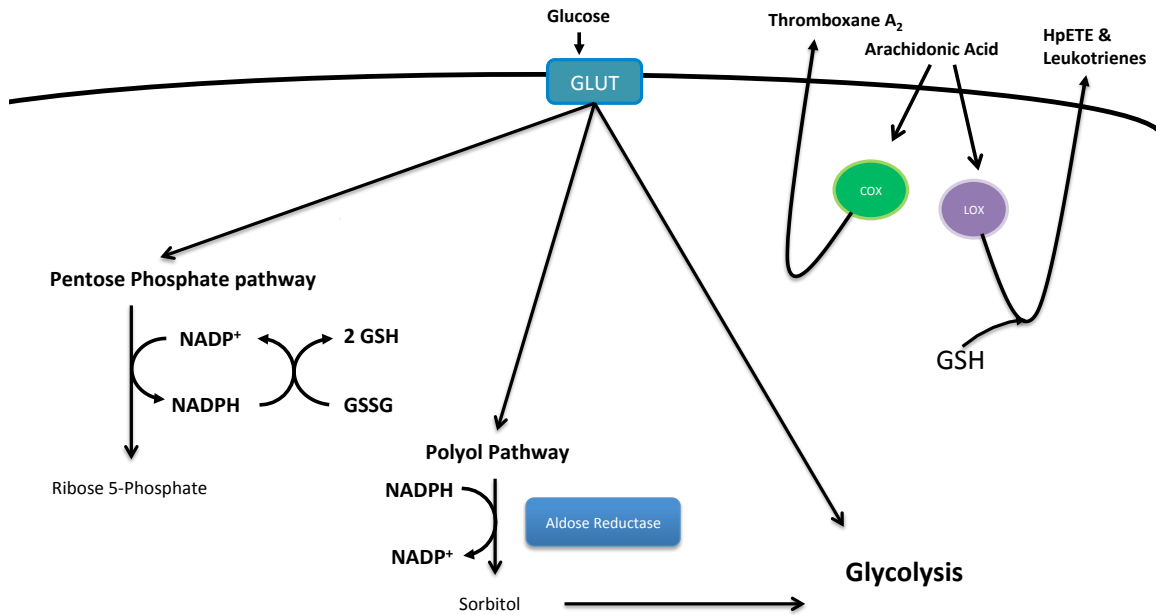 Glucose
GLUT
Thromboxane A₂
Arachidonic Acid
HpETE &
Leukotrienes
COX
LOX
GSH
Pentose Phosphate pathway
NADP⁺
2 GSH
NADPH
GSSG
Ribose 5-Phosphate
Polyol Pathway
NADPH
Aldose Reductase
NADP⁺
Sorbitol
Glycolysis